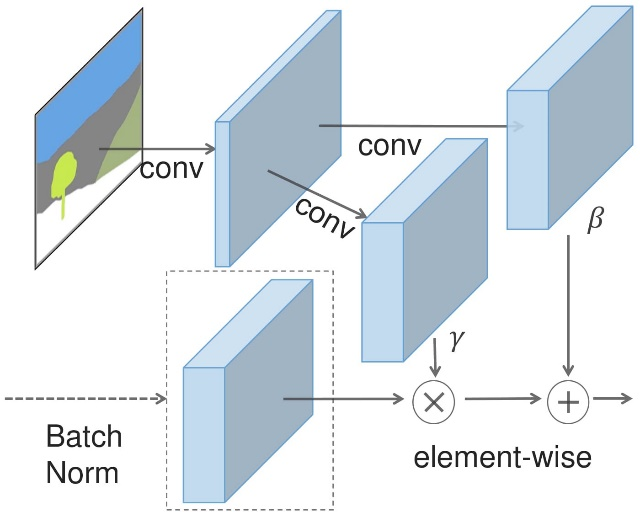 conv
conv
conv
β
γ
×
+
Batch
Norm
element-wise